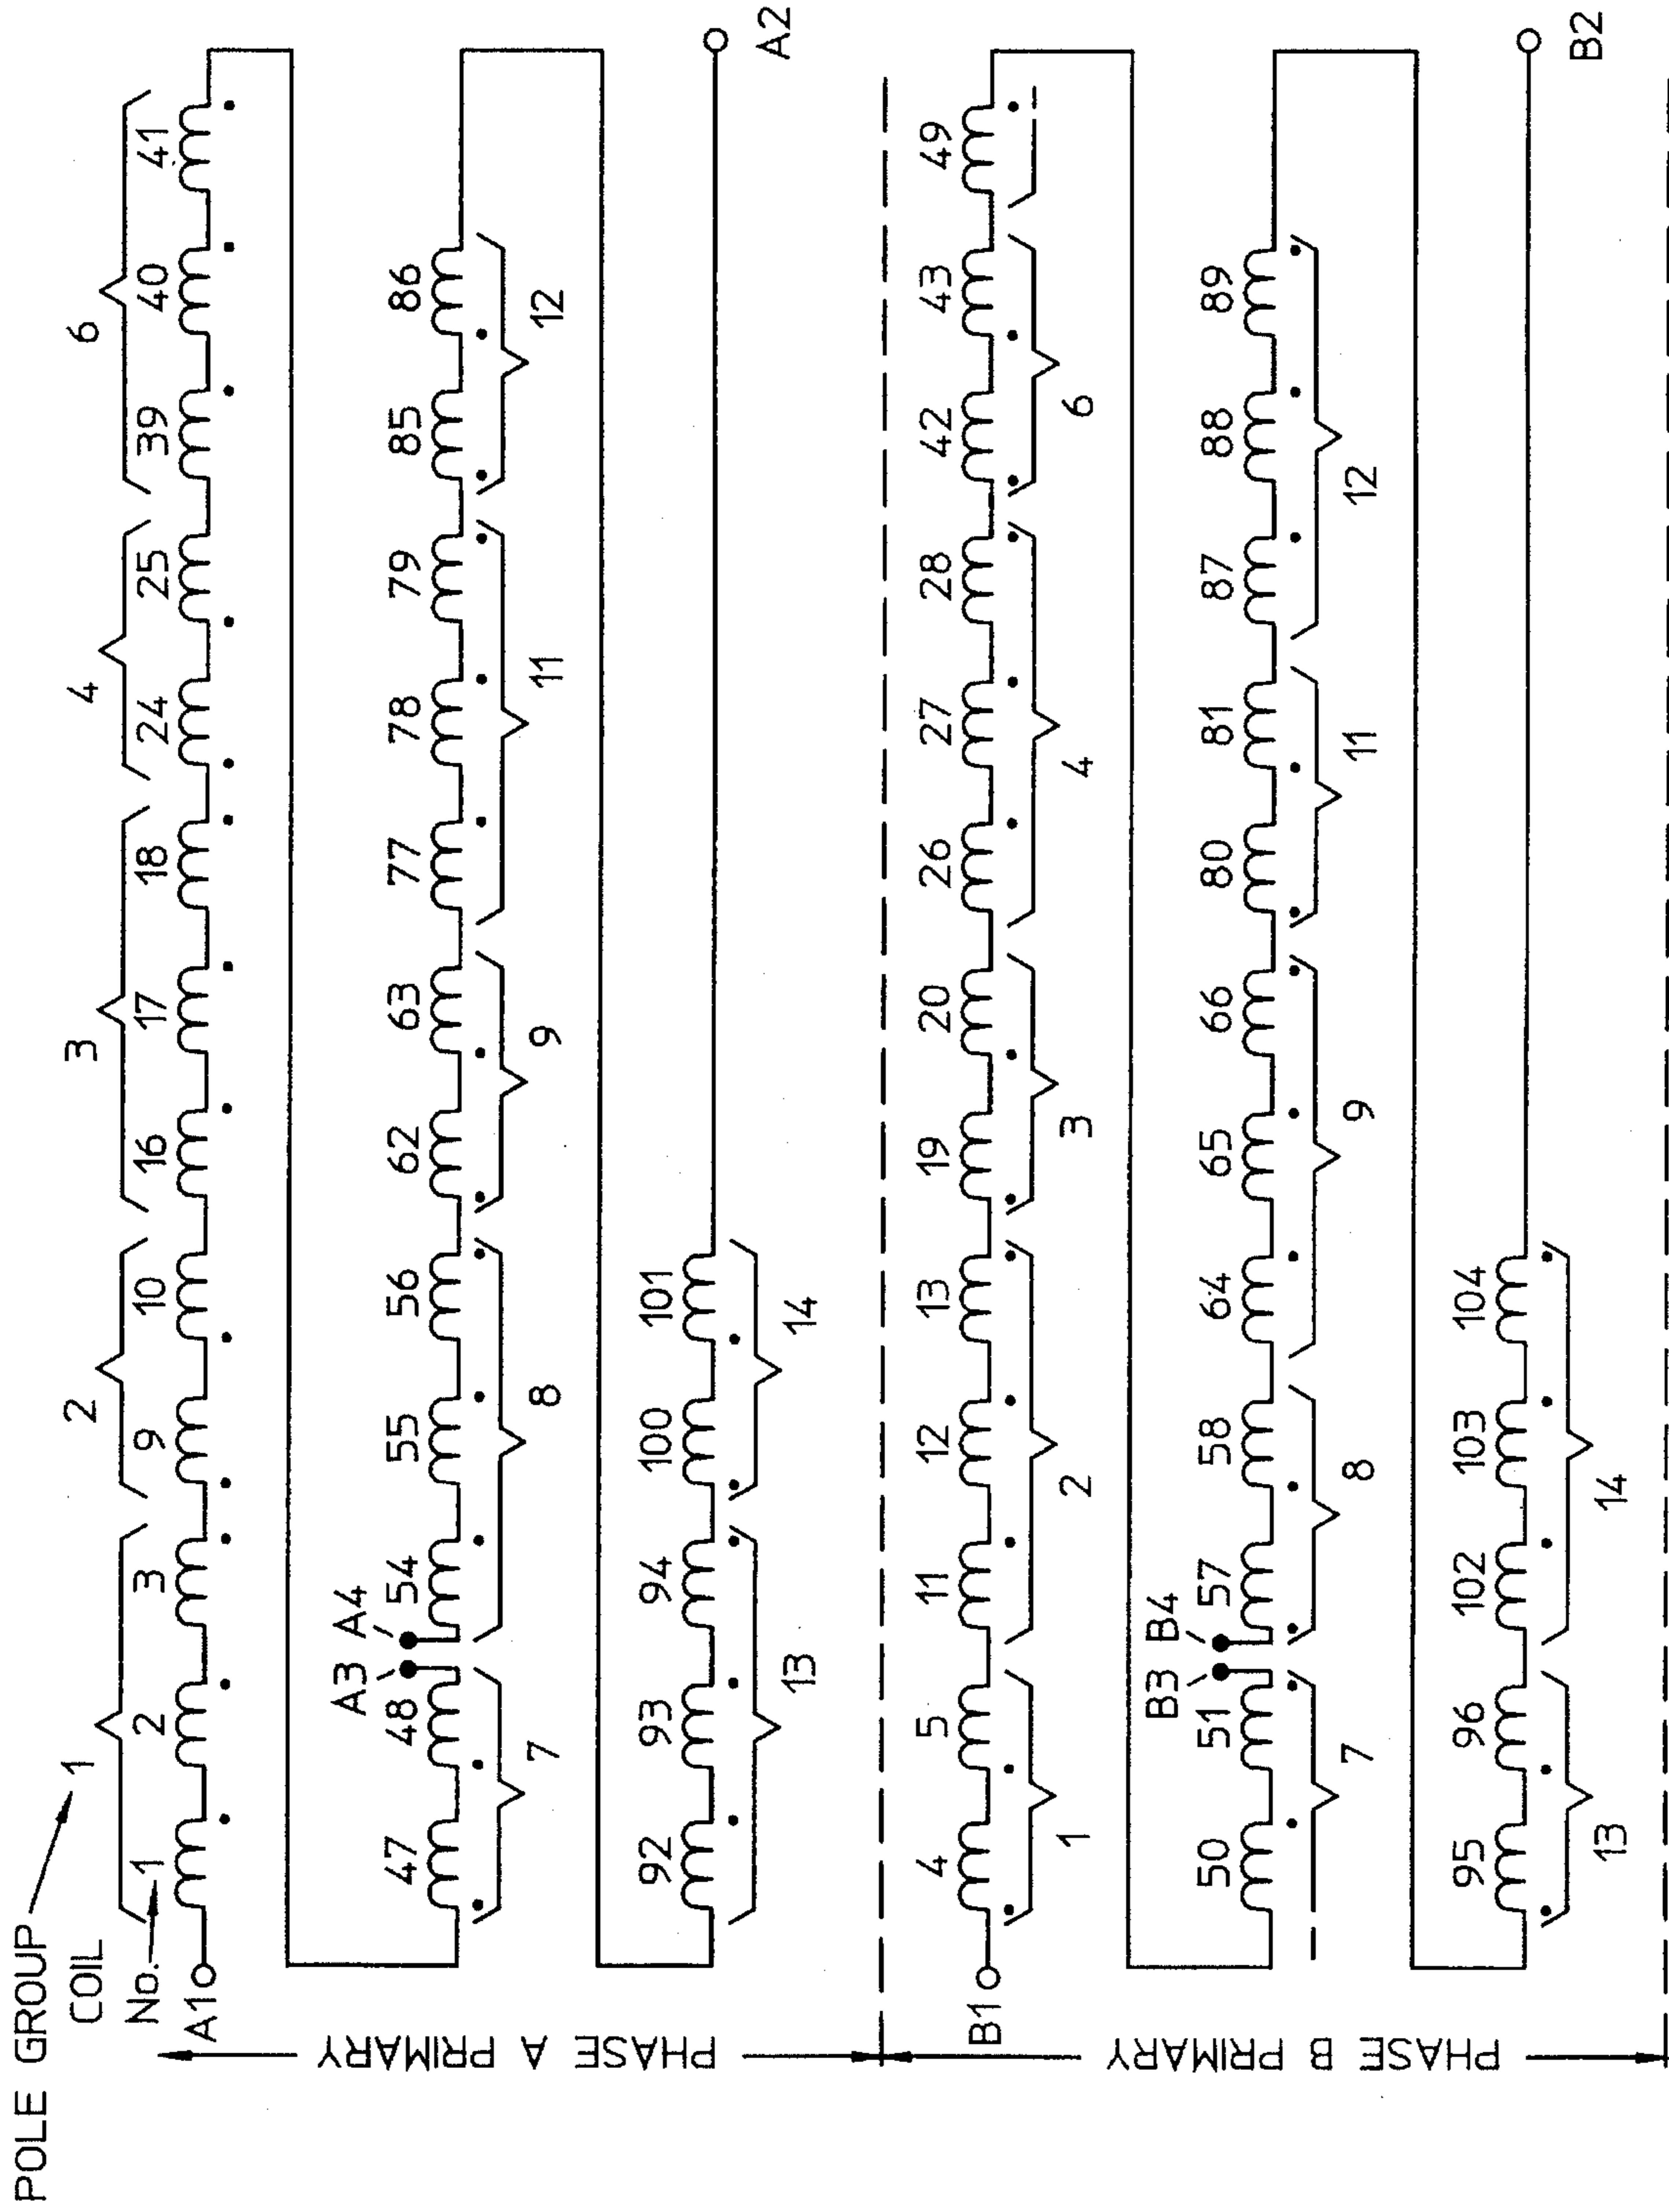 POLE GROUP
COIL
No.
1 2 3 4 6
1 2 3 9 10 16 17 18 24 25 39 40 41
A1
A3 A4
47 48 54 55 56 62 63 77 78 79 85 86
7 8 9 11 12
92 93 94 100 101
A2
13 14
PHASE A PRIMARY
4 5 11 12 13 19 20 26 27 28 42 43 49
B1
1 2 3 4 6
B3 B4
50 51 57 58 64 65 66 80 81 87 88 89
7 8 9 11 12
95 96 102 103 104
B2
13 14
PHASE B PRIMARY